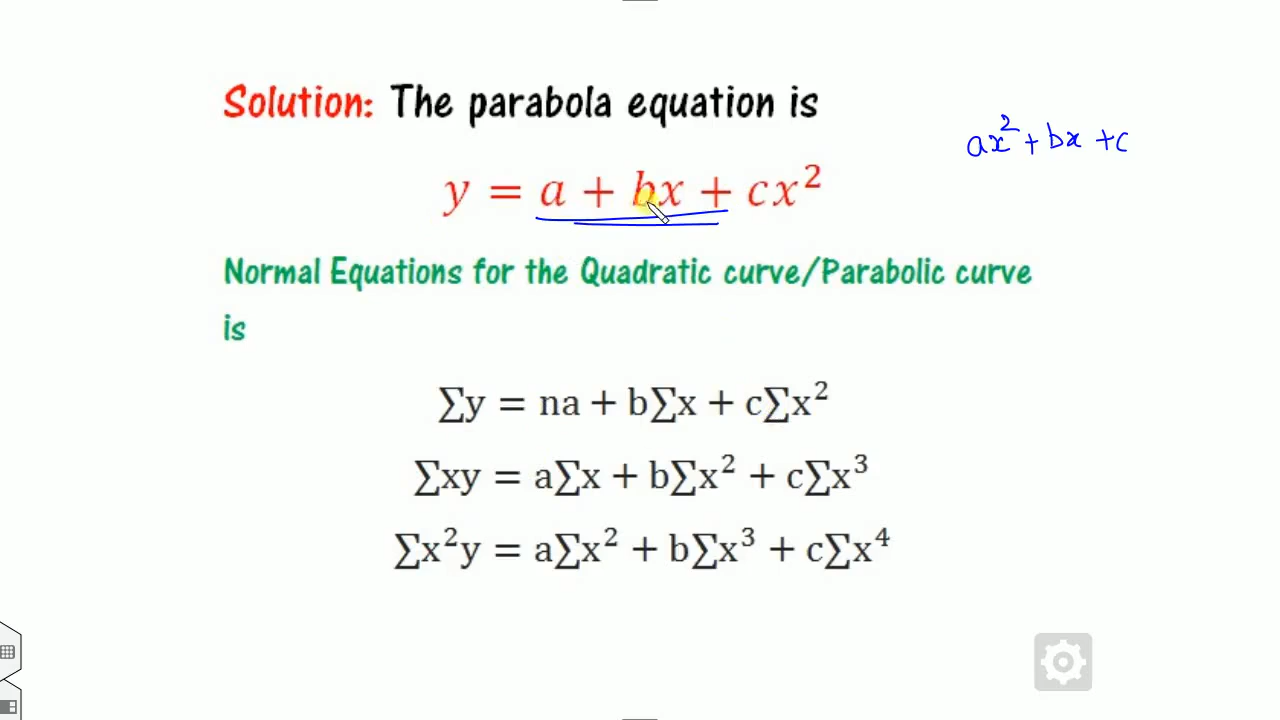 Solution: The parabola equation is
ax² + bx + c
y = a + bx + cx²
Normal Equations for the Quadratic curve/Parabolic curve
is
∑y = na + b∑x + c∑x²
∑xy = a∑x + b∑x² + c∑x³
∑x²y = a∑x² + b∑x³ + c∑x⁴